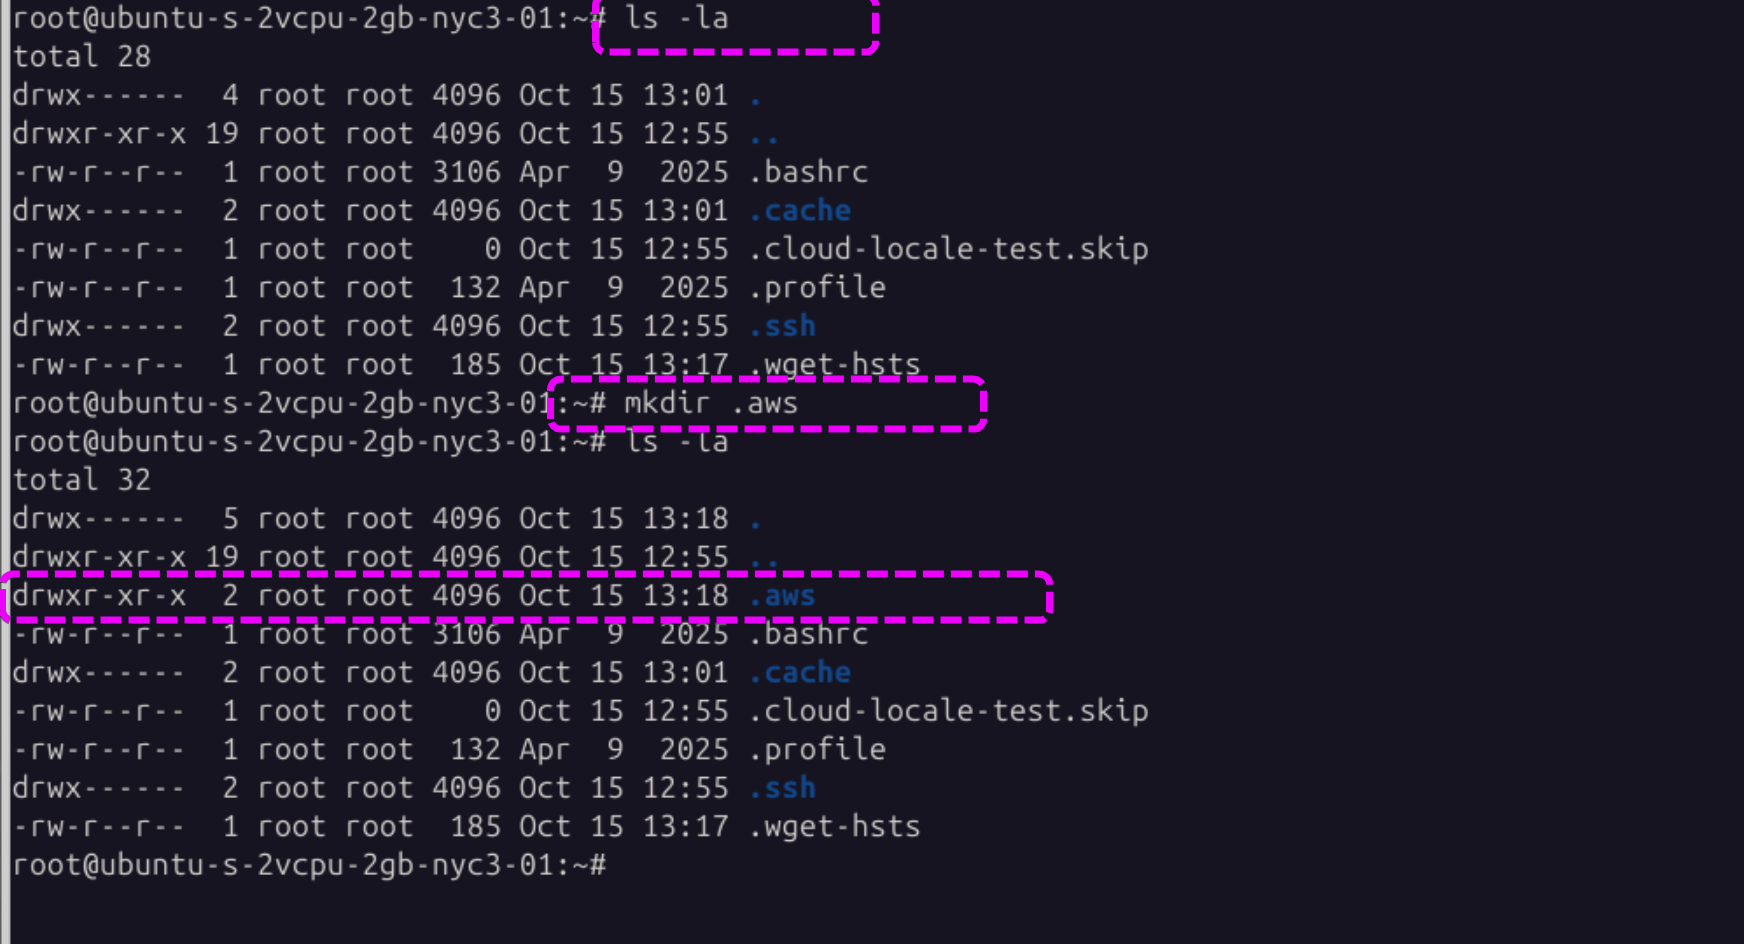 root@ubuntu-s-2vcpu-2gb-nyc3-01:~# ls -la
total 28
drwx------  4 root root 4096 Oct 15 13:01 .
drwxr-xr-x 19 root root 4096 Oct 15 12:55 ..
-rw-r--r--  1 root root 3106 Apr  9  2025 .bashrc
drwx------  2 root root 4096 Oct 15 13:01 .cache
-rw-r--r--  1 root root    0 Oct 15 12:55 .cloud-locale-test.skip
-rw-r--r--  1 root root  132 Apr  9  2025 .profile
drwx------  2 root root 4096 Oct 15 12:55 .ssh
-rw-r--r--  1 root root  185 Oct 15 13:17 .wget-hsts
root@ubuntu-s-2vcpu-2gb-nyc3-01:~# mkdir .aws
root@ubuntu-s-2vcpu-2gb-nyc3-01:~# ls -la
total 32
drwx------  5 root root 4096 Oct 15 13:18 .
drwxr-xr-x 19 root root 4096 Oct 15 12:55 ..
drwxr-xr-x  2 root root 4096 Oct 15 13:18 .aws
-rw-r--r--  1 root root 3106 Apr  9  2025 .bashrc
drwx------  2 root root 4096 Oct 15 13:01 .cache
-rw-r--r--  1 root root    0 Oct 15 12:55 .cloud-locale-test.skip
-rw-r--r--  1 root root  132 Apr  9  2025 .profile
drwx------  2 root root 4096 Oct 15 12:55 .ssh
-rw-r--r--  1 root root  185 Oct 15 13:17 .wget-hsts
root@ubuntu-s-2vcpu-2gb-nyc3-01:~#